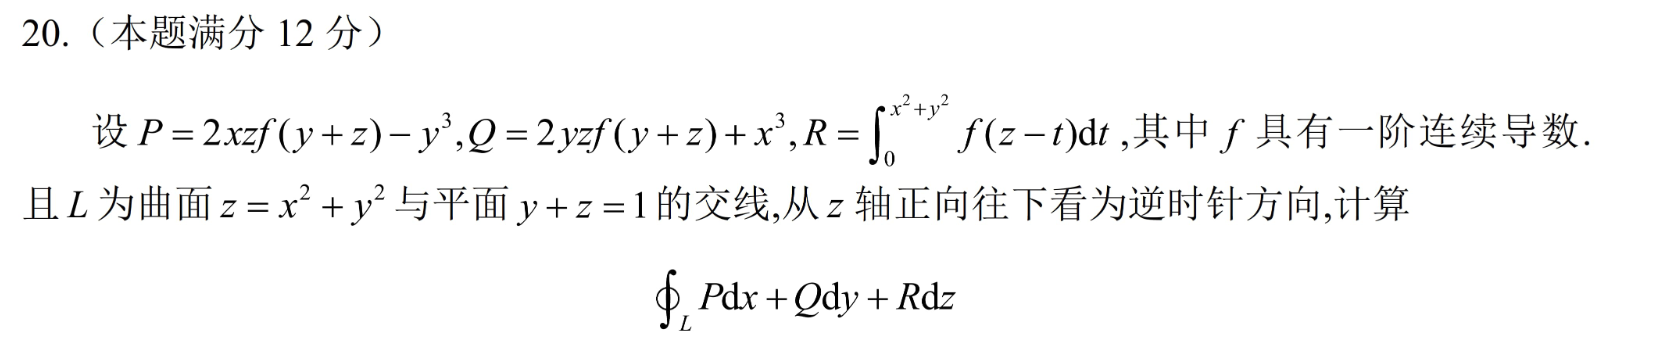 20.（本题满分 12 分）
设 P = 2xzf(y+z) − y³, Q = 2yzf(y+z) + x³, R = ∫₀^{x²+y²} f(z−t)dt ,其中 f 具有一阶连续导数.
且 L 为曲面 z = x² + y² 与平面 y+z=1的交线,从 z 轴正向往下看为逆时针方向,计算
∮_L Pdx + Qdy + Rdz